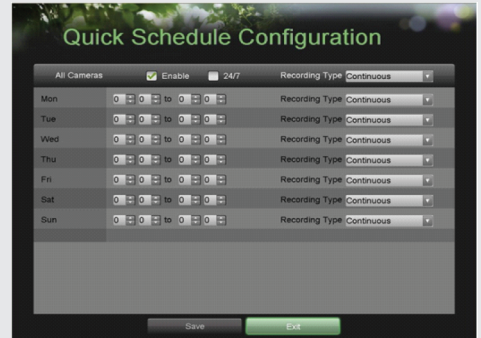 Quick Schedule Configuration
All Cameras Enable 24/7 Recording Type Continuous
Mon 0 0 to 0 0 Recording Type Continuous
Tue 0 0 to 0 0 Recording Type Continuous
Wed 0 0 to 0 0 Recording Type Continuous
Thu 0 0 to 0 0 Recording Type Continuous
Fri 0 0 to 0 0 Recording Type Continuous
Sat 0 0 to 0 0 Recording Type Continuous
Sun 0 0 to 0 0 Recording Type Continuous
Save Exit